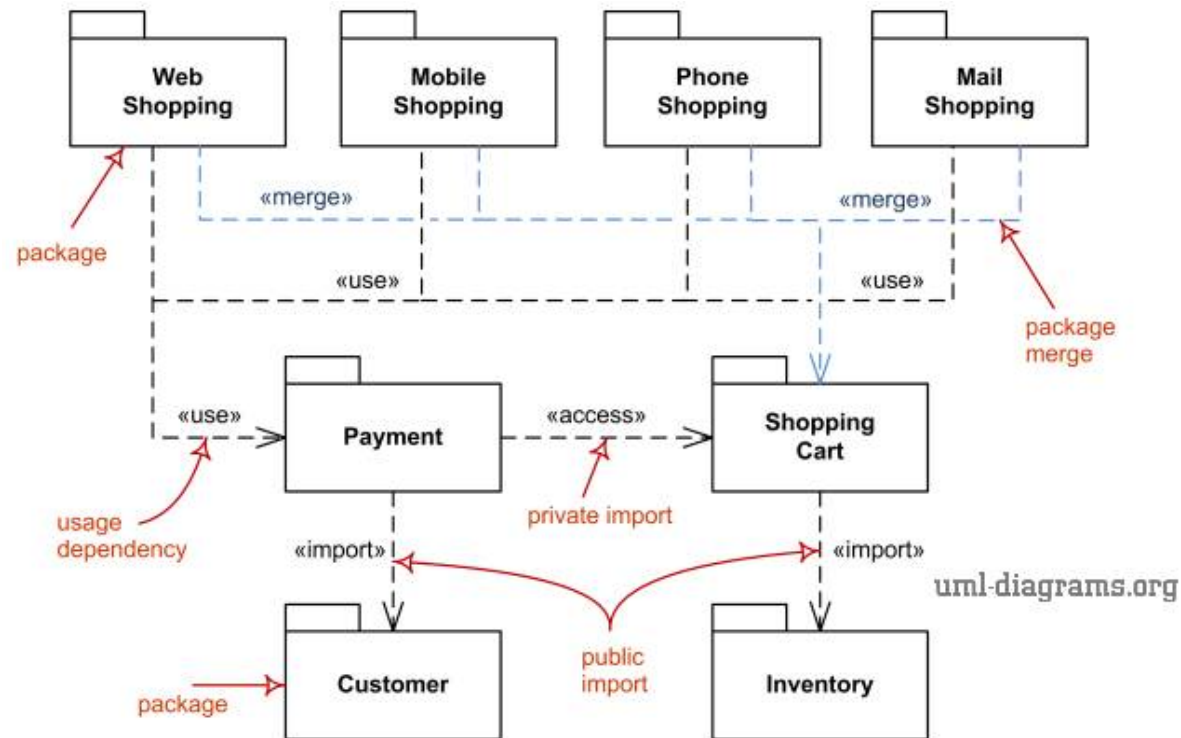 Web
Shopping
Mobile
Shopping
Phone
Shopping
Mail
Shopping
«merge»
«merge»
package
«use»
«use»
package
merge
«use»
Payment
«access»
Shopping
Cart
usage
dependency
private import
«import»
«import»
uml-diagrams.org
public
import
package
Customer
Inventory